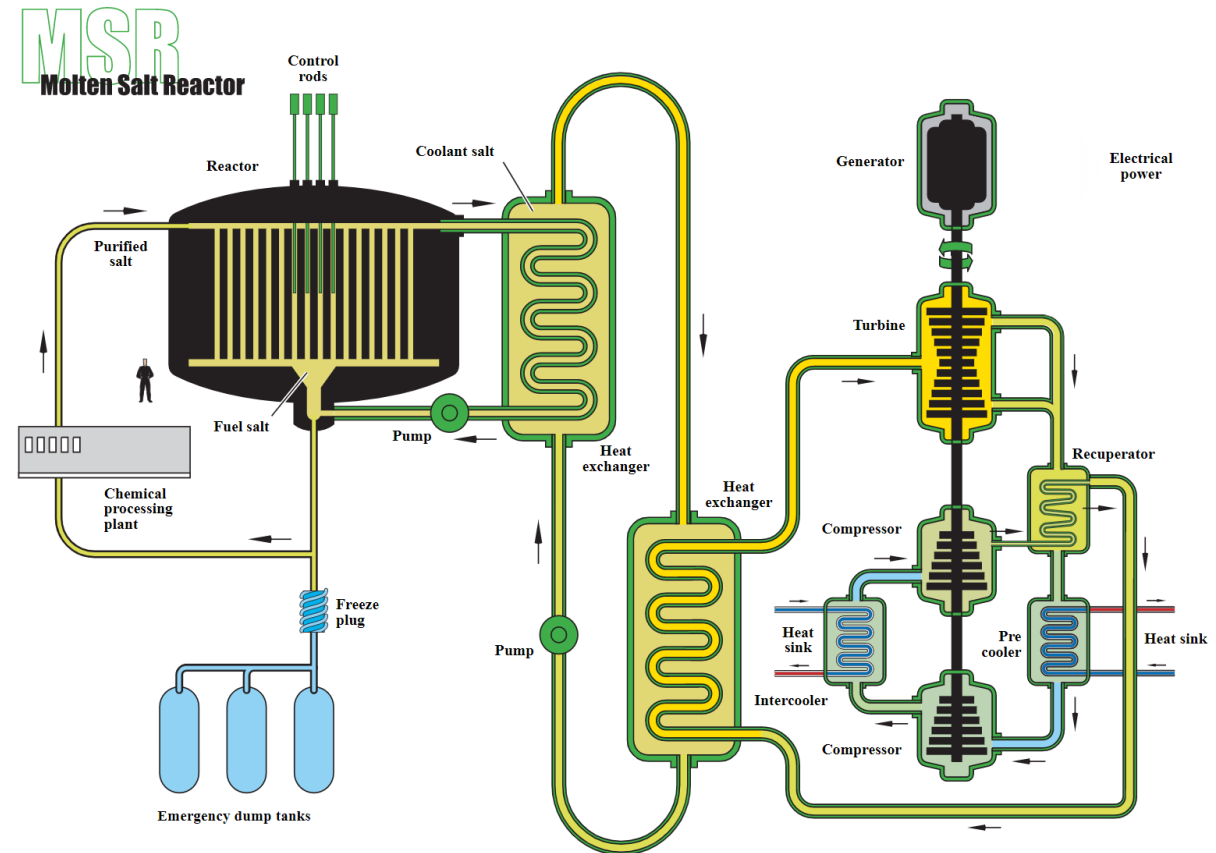 MSR
Molten Salt Reactor
Control
rods
Reactor
Coolant salt
Generator
Electrical
power
Purified
salt
Turbine
Fuel salt
Pump
Heat
exchanger
Recuperator
Heat
exchanger
Chemical
processing
plant
Compressor
Freeze
plug
Heat
sink
Pre
cooler
Heat sink
Pump
Intercooler
Compressor
Emergency dump tanks